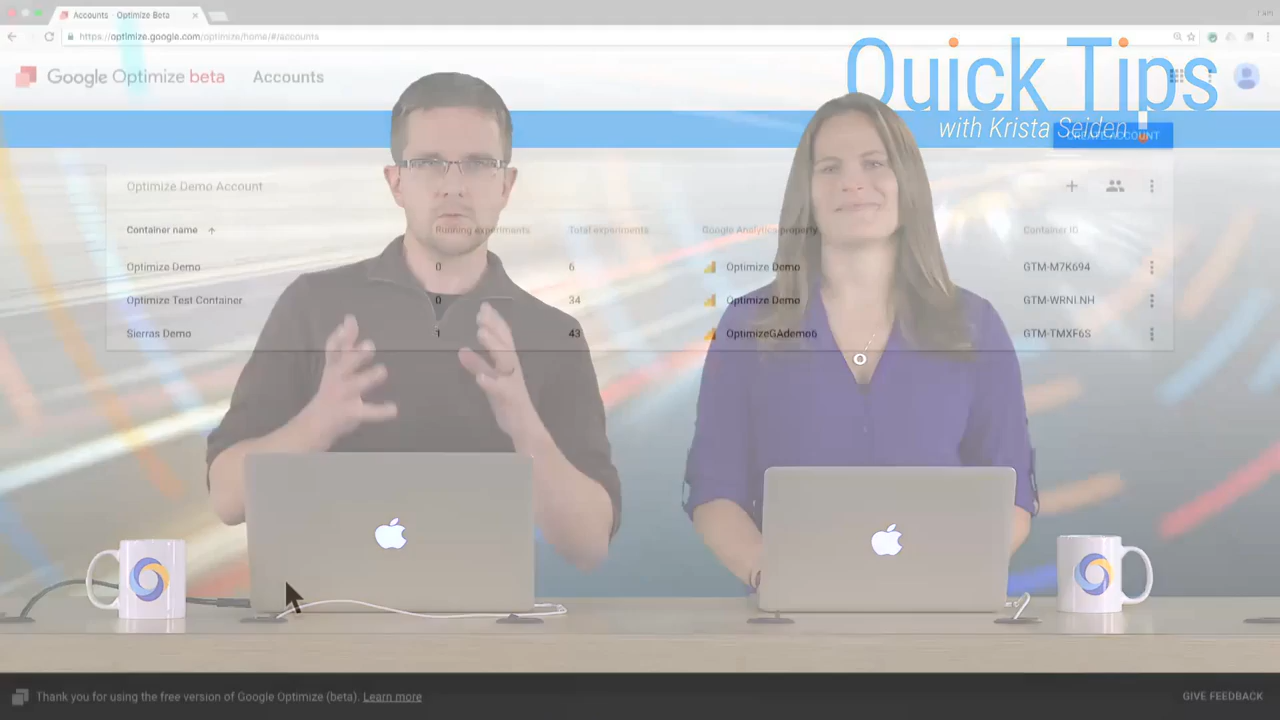 Accounts - Optimize Beta
https://optimize.google.com/optimize/home/#/accounts
Google Optimize beta Accounts
Quick Tips
with Krista Seiden
CREATE ACCOUNT
Optimize Demo Account
Container name Running experiments Total experiments Google Analytics property Container ID
Optimize Demo 0 6 Optimize Demo GTM-M7K694
Optimize Test Container 0 34 Optimize Demo
Sierras Demo 1 43 OptimizeGAdemo6 GTM-TMXF6S
Thank you for using the free version of Google Optimize (beta). Learn more GIVE FEEDBACK